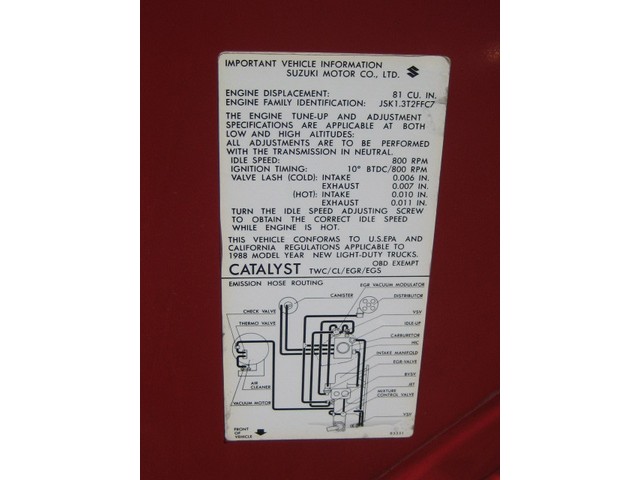 IMPORTANT VEHICLE INFORMATION
SUZUKI MOTOR CO., LTD.
ENGINE DISPLACEMENT: 81 CU. IN.
ENGINE FAMILY IDENTIFICATION: JSK1.3T2FFC7
THE ENGINE TUNE-UP AND ADJUSTMENT
SPECIFICATIONS ARE APPLICABLE AT BOTH
LOW AND HIGH ALTITUDES:
ALL ADJUSTMENTS ARE TO BE PERFORMED
WITH THE TRANSMISSION IN NEUTRAL.
IDLE SPEED: 800 RPM
IGNITION TIMING: 10° BTDC/800 RPM
VALVE LASH (COLD): INTAKE 0.006 IN.
EXHAUST 0.007 IN.
(HOT): INTAKE 0.010 IN.
EXHAUST 0.011 IN.
TURN THE IDLE SPEED ADJUSTING SCREW
TO OBTAIN THE CORRECT IDLE SPEED
WHILE ENGINE IS HOT.
THIS VEHICLE CONFORMS TO U.S.EPA AND
CALIFORNIA REGULATIONS APPLICABLE TO
1988 MODEL YEAR NEW LIGHT-DUTY TRUCKS.
OBD EXEMPT
CATALYST TWC/CL/EGR/EGS
EMISSION HOSE ROUTING
EGR VACUUM MODULATOR
CANISTER
DISTRIBUTOR
CHECK VALVE
VSV
THERMO VALVE
IDLE-UP
CARBURETOR
INTAKE MANIFOLD
EGR-VALVE
BVSV
AIR
CLEANER
JET
MIXTURE
CONTROL VALVE
VACUUM MOTOR
VSV
FRONT
OF
VEHICLE